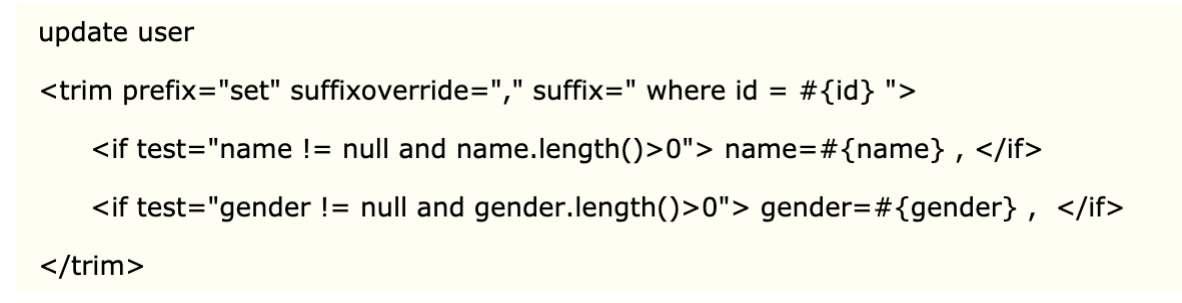 update user
<trim prefix="set" suffixoverride="," suffix=" where id = #{id} ">
<if test="name != null and name.length()>0"> name=#{name} , </if>
<if test="gender != null and gender.length()>0"> gender=#{gender} ,  </if>
</trim>